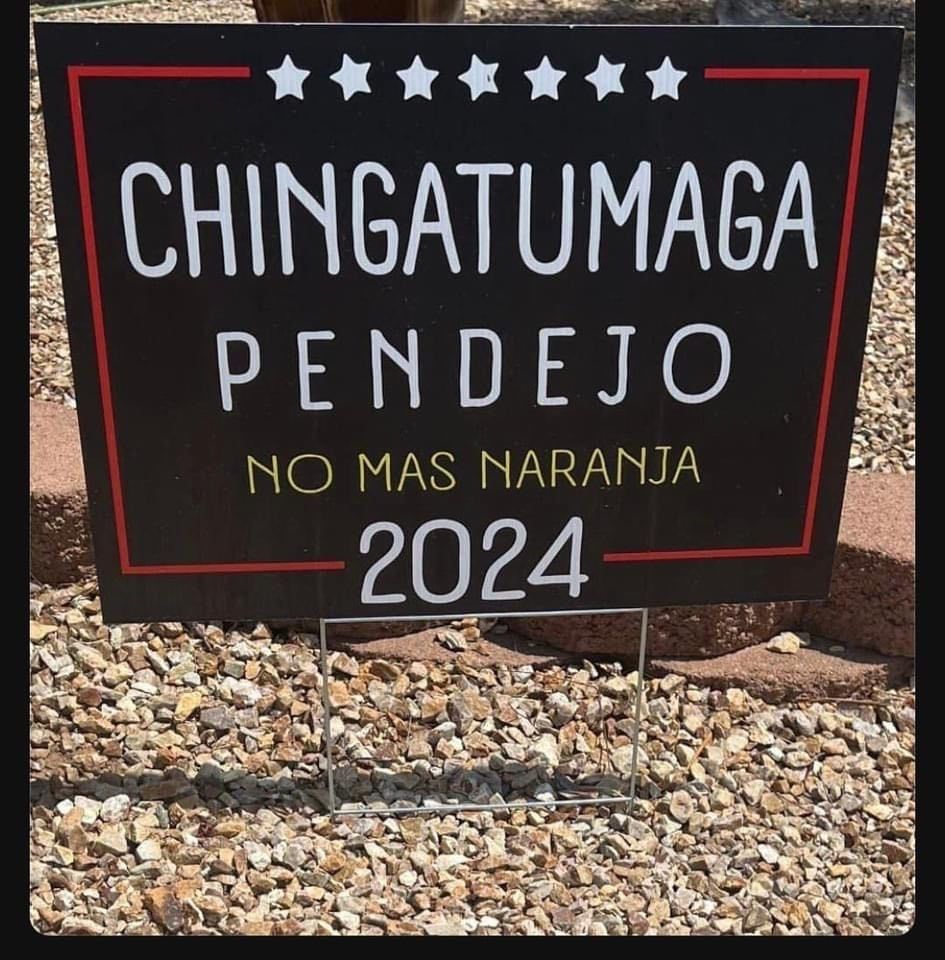 CHINGATUMAGA
PENDEJO
NO MAS NARANJA
2024